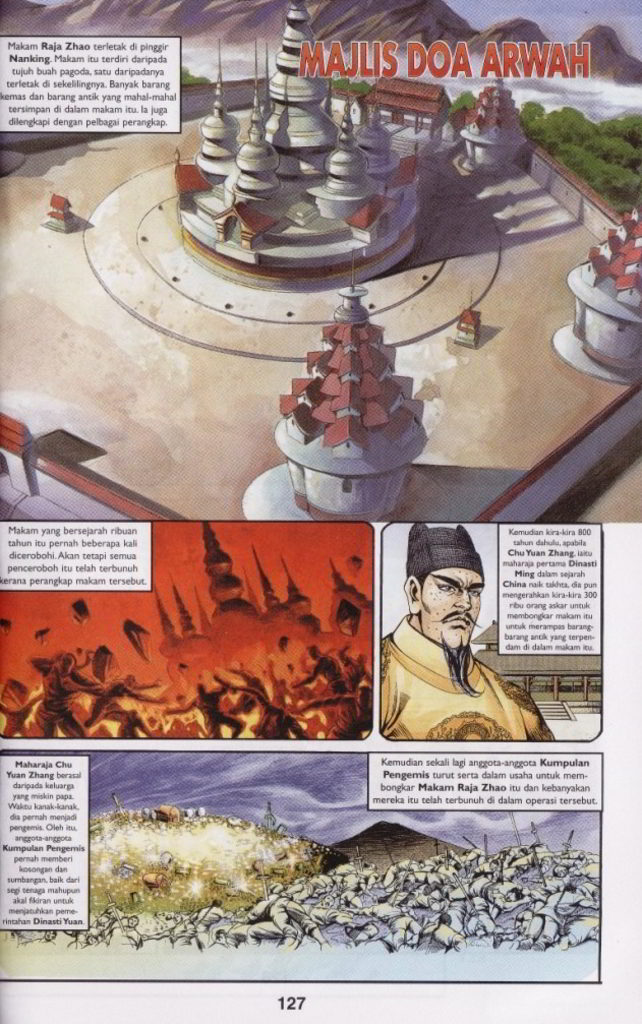 MAJLIS DOA ARWAH
Makam Raja Zhao terletak di pinggir
Nanking. Makam itu terdiri daripada
tujuh buah pagoda, satu daripadanya
terletak di sekelilingnya. Banyak barang
kemas dan barang antik yang mahal-mahal
tersimpan di dalam makam itu. Ia juga
dilengkapi dengan pelbagai perangkap.
Makam yang bersejarah ribuan
tahun itu pernah beberapa kali
dicerobohi. Akan tetapi semua
penceroboh itu telah terbunuh
kerana perangkap makam tersebut.
Kemudian kira-kira 800
tahun dahulu, apabila
Chu Yuan Zhang, iaitu
maharaja pertama Dinasti
Ming dalam sejarah
China naik takhta, dia pun
mengerahkan kira-kira 300
ribu orang askar untuk
membongkar makam itu
untuk merampas barang-
barang antik yang terpen-
dam di dalam makam itu.
Maharaja Chu
Yuan Zhang berasal
daripada keluarga
yang miskin papa.
Waktu kanak-kanak,
dia pernah menjadi
pengemis. Oleh itu,
anggota-anggota
Kumpulan Pengemis
pernah memberi
kosongan dan
sumbangan, baik dari
segi tenaga mahupun
akal fikiran untuk
menjatuhkan peme-
rintahan Dinasti Yuan.
Kemudian sekali lagi anggota-anggota Kumpulan
Pengemis turut serta dalam usaha untuk mem-
bongkar Makam Raja Zhao itu dan kebanyakan
mereka itu telah terbunuh di dalam operasi tersebut.
127